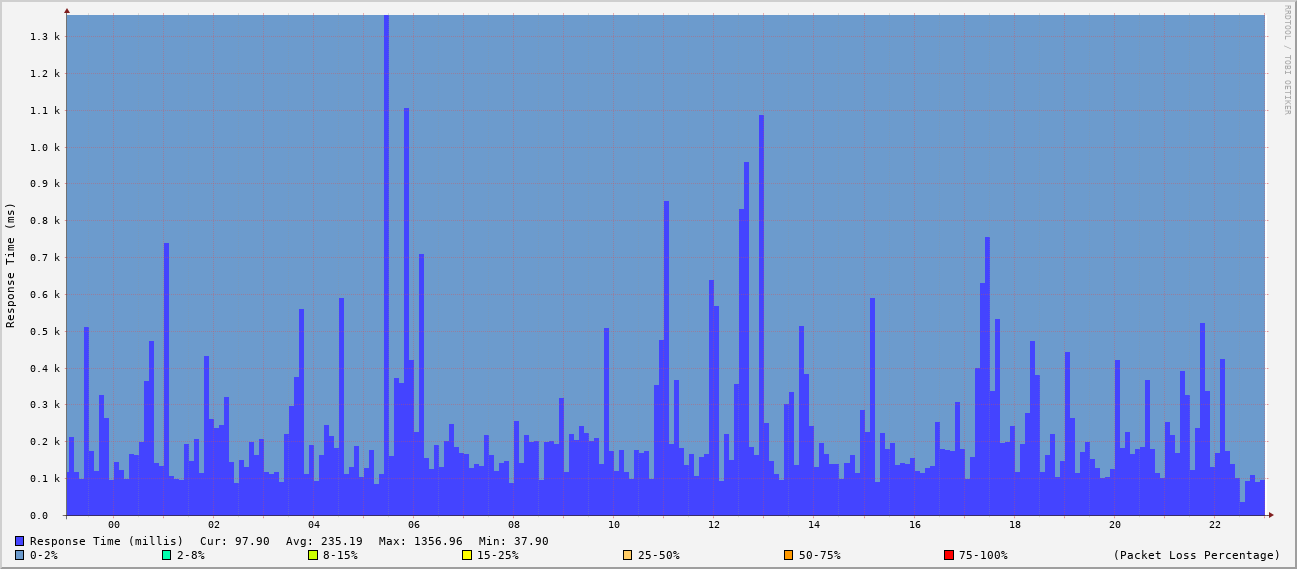 RRDTOOL / TOBI OETIKER
Response Time (ms)
1.3 k
1.2 k
1.1 k
1.0 k
0.9 k
0.8 k
0.7 k
0.6 k
0.5 k
0.4 k
0.3 k
0.2 k
0.1 k
0.0
00 02 04 06 08 10 12 14 16 18 20 22
Response Time (millis) Cur: 97.90 Avg: 235.19 Max: 1356.96 Min: 37.90
0-2% 2-8% 8-15% 15-25% 25-50% 50-75% 75-100% (Packet Loss Percentage)